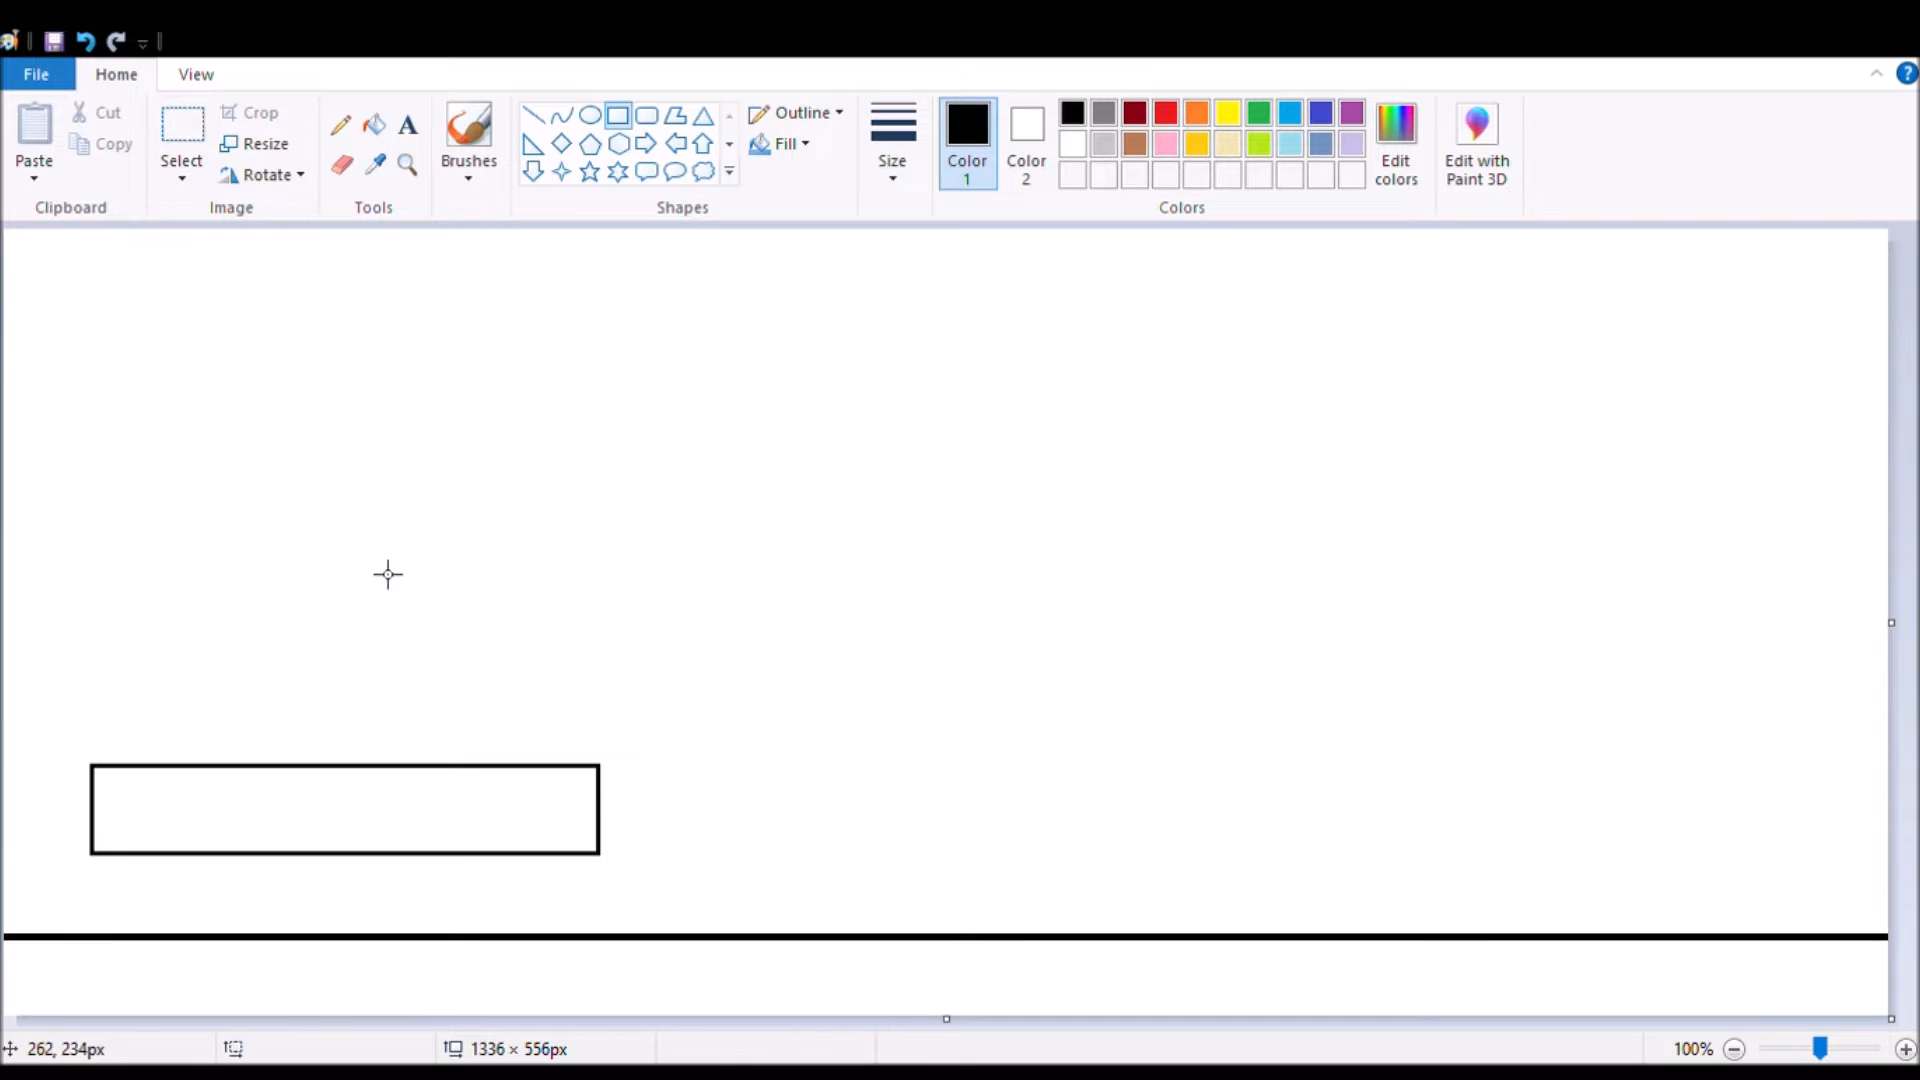 File Home View
Paste Cut Copy Select Crop Resize Rotate A Brushes Outline Fill Size Color 1 Color 2 Edit colors Edit with Paint 3D
Clipboard Image Tools Shapes Colors
262, 234px 1336 × 556px 100%